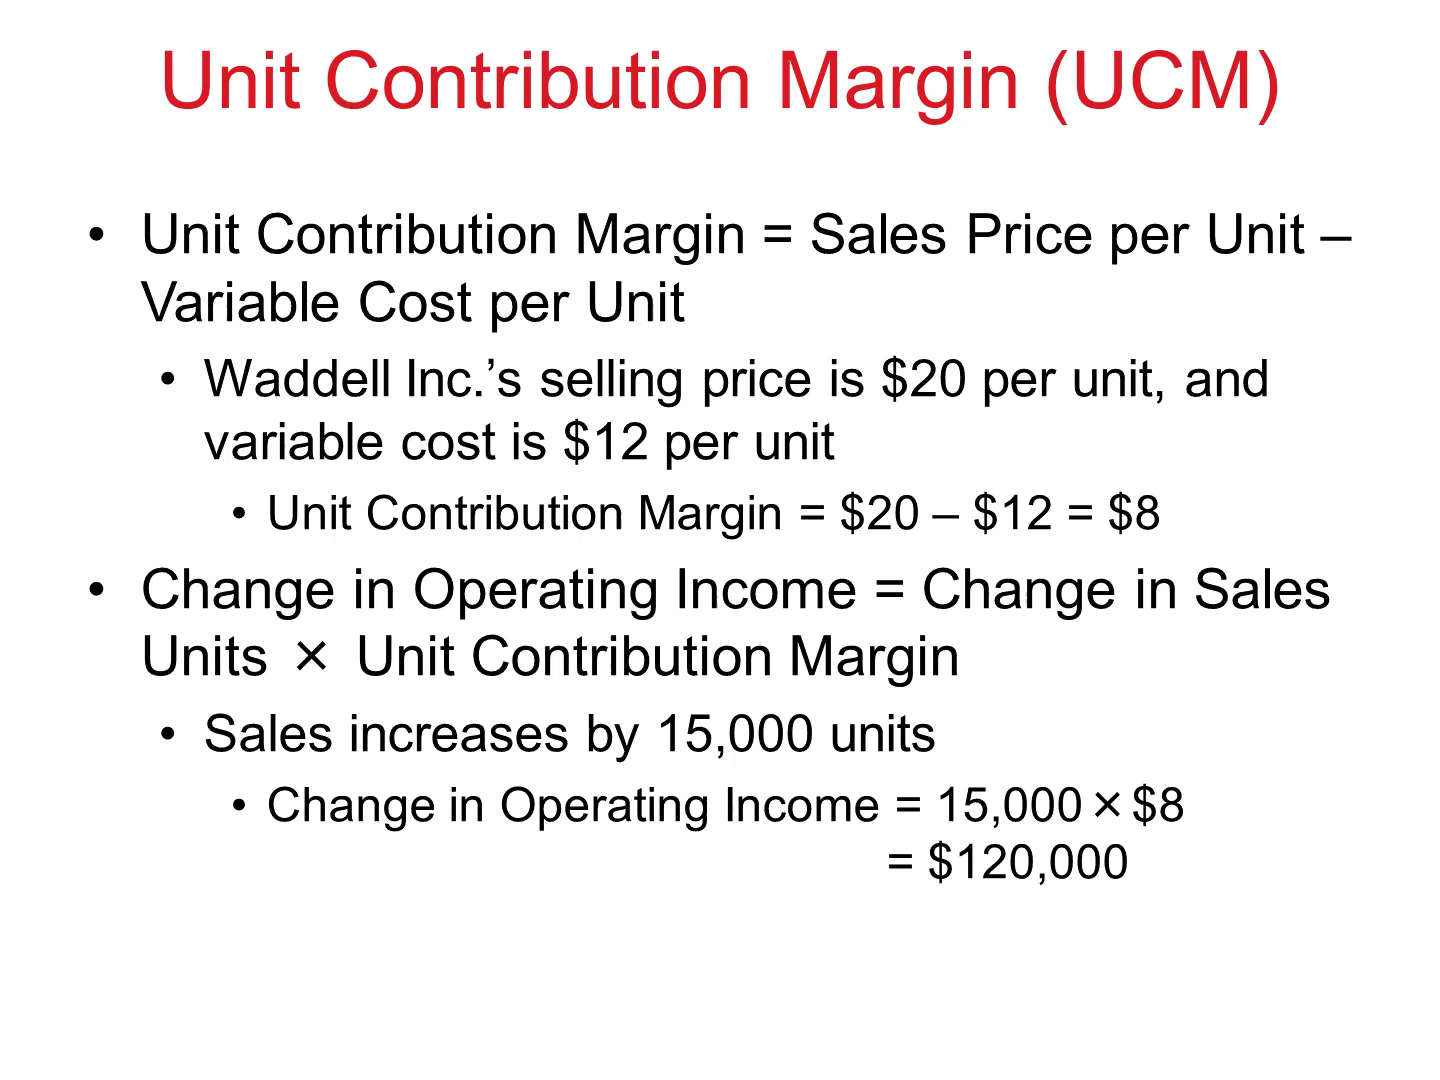 Unit Contribution Margin (UCM)
• Unit Contribution Margin = Sales Price per Unit –
Variable Cost per Unit
• Waddell Inc.’s selling price is $20 per unit, and
variable cost is $12 per unit
• Unit Contribution Margin = $20 – $12 = $8
• Change in Operating Income = Change in Sales
Units × Unit Contribution Margin
• Sales increases by 15,000 units
• Change in Operating Income = 15,000 × $8
= $120,000